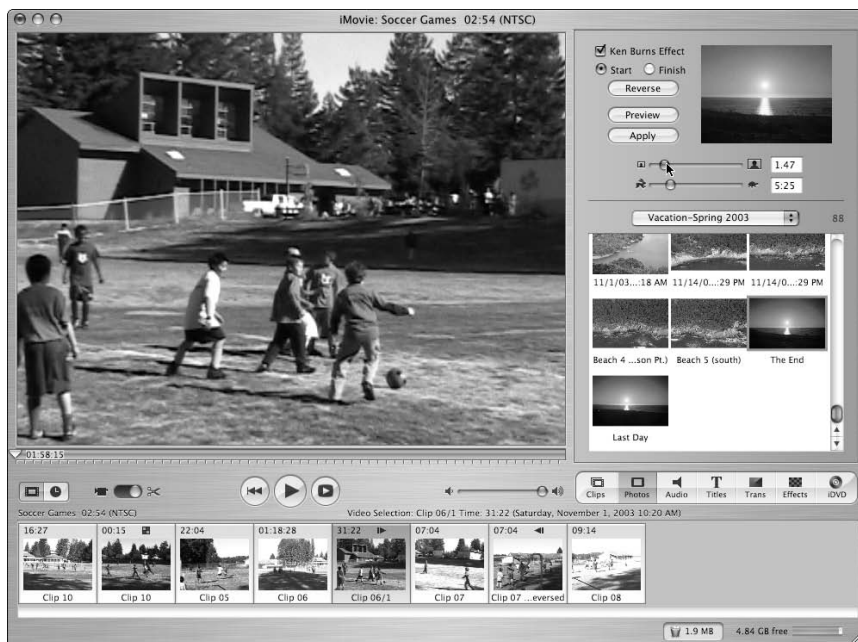 iMovie: Soccer Games 02:54 (NTSC)
Ken Burns Effect
Start Finish
Reverse
Preview
Apply
1.47
5:25
Vacation-Spring 2003 88
11/1/03...:18 AM 11/14/0...:29 PM 11/14/0...:29 PM
Beach 4 ...son Pt.) Beach 5 (south) The End
Last Day
01:58:15
Clips Photos Audio Titles Trans Effects iDVD
Soccer Games 02:54 (NTSC) Video Selection: Clip 06/1 Time: 31:22 (Saturday, November 1, 2003 10:20 AM)
16:27 00:15 22:04 01:18:28 31:22 07:04 07:04 09:14
Clip 10 Clip 10 Clip 05 Clip 06 Clip 06/1 Clip 07 Clip 07 ...eversed Clip 08
1.9 MB 4.84 GB free